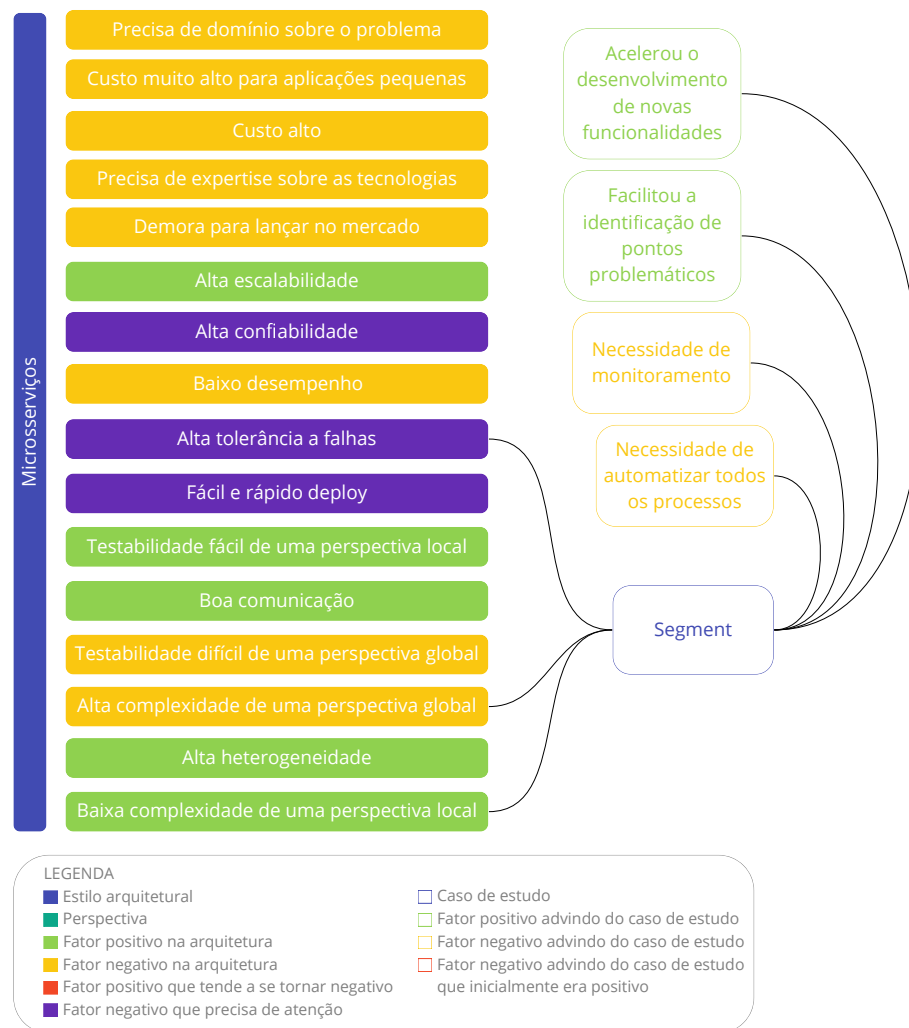 Microsserviços
Precisa de domínio sobre o problema
Custo muito alto para aplicações pequenas
Custo alto
Precisa de expertise sobre as tecnologias
Demora para lançar no mercado
Alta escalabilidade
Alta confiabilidade
Baixo desempenho
Alta tolerância a falhas
Fácil e rápido deploy
Testabilidade fácil de uma perspectiva local
Boa comunicação
Testabilidade difícil de uma perspectiva global
Alta complexidade de uma perspectiva global
Alta heterogeneidade
Baixa complexidade de uma perspectiva local
Acelerou o
desenvolvimento
de novas
funcionalidades
Facilitou a
identificação de
pontos
problemáticos
Necessidade de
monitoramento
Necessidade de
automatizar todos
os processos
Segment
LEGENDA
Estilo arquitetural
Perspectiva
Fator positivo na arquitetura
Fator negativo na arquitetura
Fator positivo que tende a se tornar negativo
Fator negativo que precisa de atenção
Caso de estudo
Fator positivo advindo do caso de estudo
Fator negativo advindo do caso de estudo
Fator negativo advindo do caso de estudo
que inicialmente era positivo